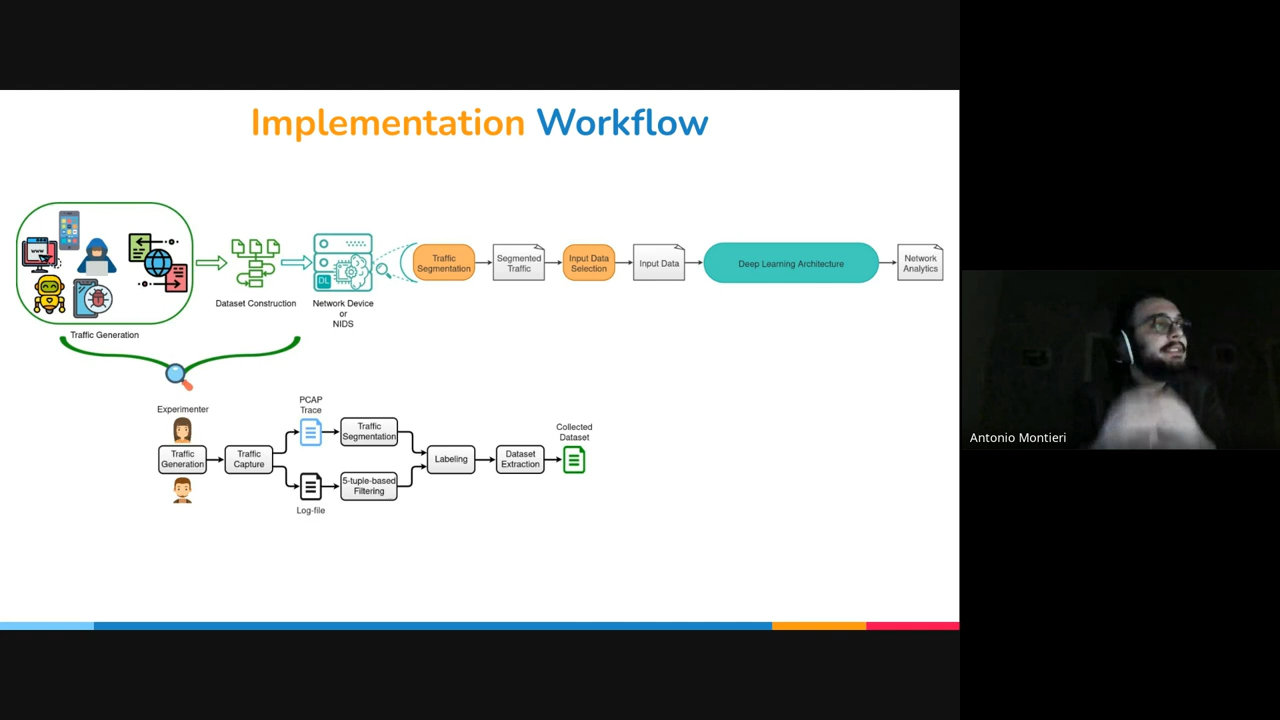 Implementation Workflow
www
DL
Traffic Generation
Dataset Construction
Network Device
or
NIDS
Traffic
Segmentation
Segmented
Traffic
Input Data
Selection
Input Data
Deep Learning Architecture
Network
Analytics
Experimenter
Traffic
Generation
Traffic
Capture
PCAP
Trace
Traffic
Segmentation
Log-file
5-tuple-based
Filtering
Labeling
Dataset
Extraction
Collected
Dataset
Antonio Montieri